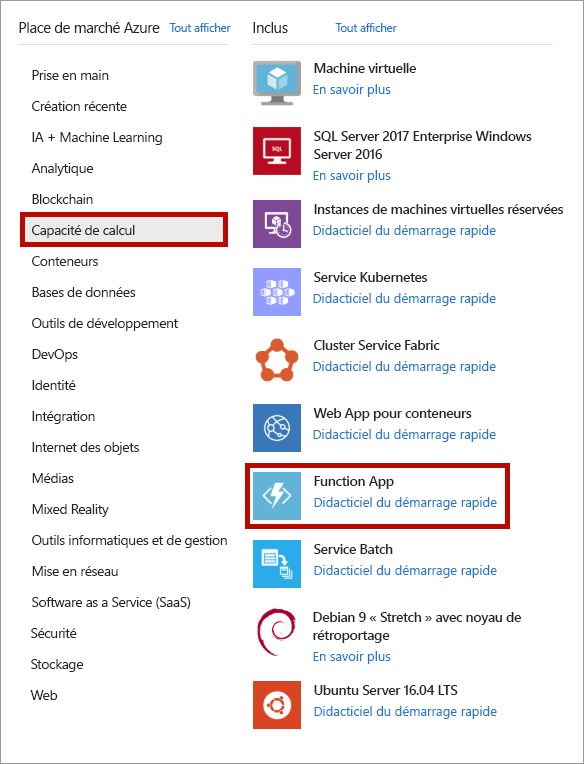 Place de marché Azure Tout afficher
Prise en main
Création récente
IA + Machine Learning
Analytique
Blockchain
Capacité de calcul
Conteneurs
Bases de données
Outils de développement
DevOps
Identité
Intégration
Internet des objets
Médias
Mixed Reality
Outils informatiques et de gestion
Mise en réseau
Software as a Service (SaaS)
Sécurité
Stockage
Web
Inclus Tout afficher
Machine virtuelle
En savoir plus
SQL
SQL Server 2017 Enterprise Windows
Server 2016
En savoir plus
Instances de machines virtuelles réservées
Didacticiel du démarrage rapide
Service Kubernetes
Didacticiel du démarrage rapide
Cluster Service Fabric
Didacticiel du démarrage rapide
Web App pour conteneurs
Didacticiel du démarrage rapide
Function App
Didacticiel du démarrage rapide
Service Batch
Didacticiel du démarrage rapide
Debian 9 « Stretch » avec noyau de
rétroportage
En savoir plus
Ubuntu Server 16.04 LTS
Didacticiel du démarrage rapide